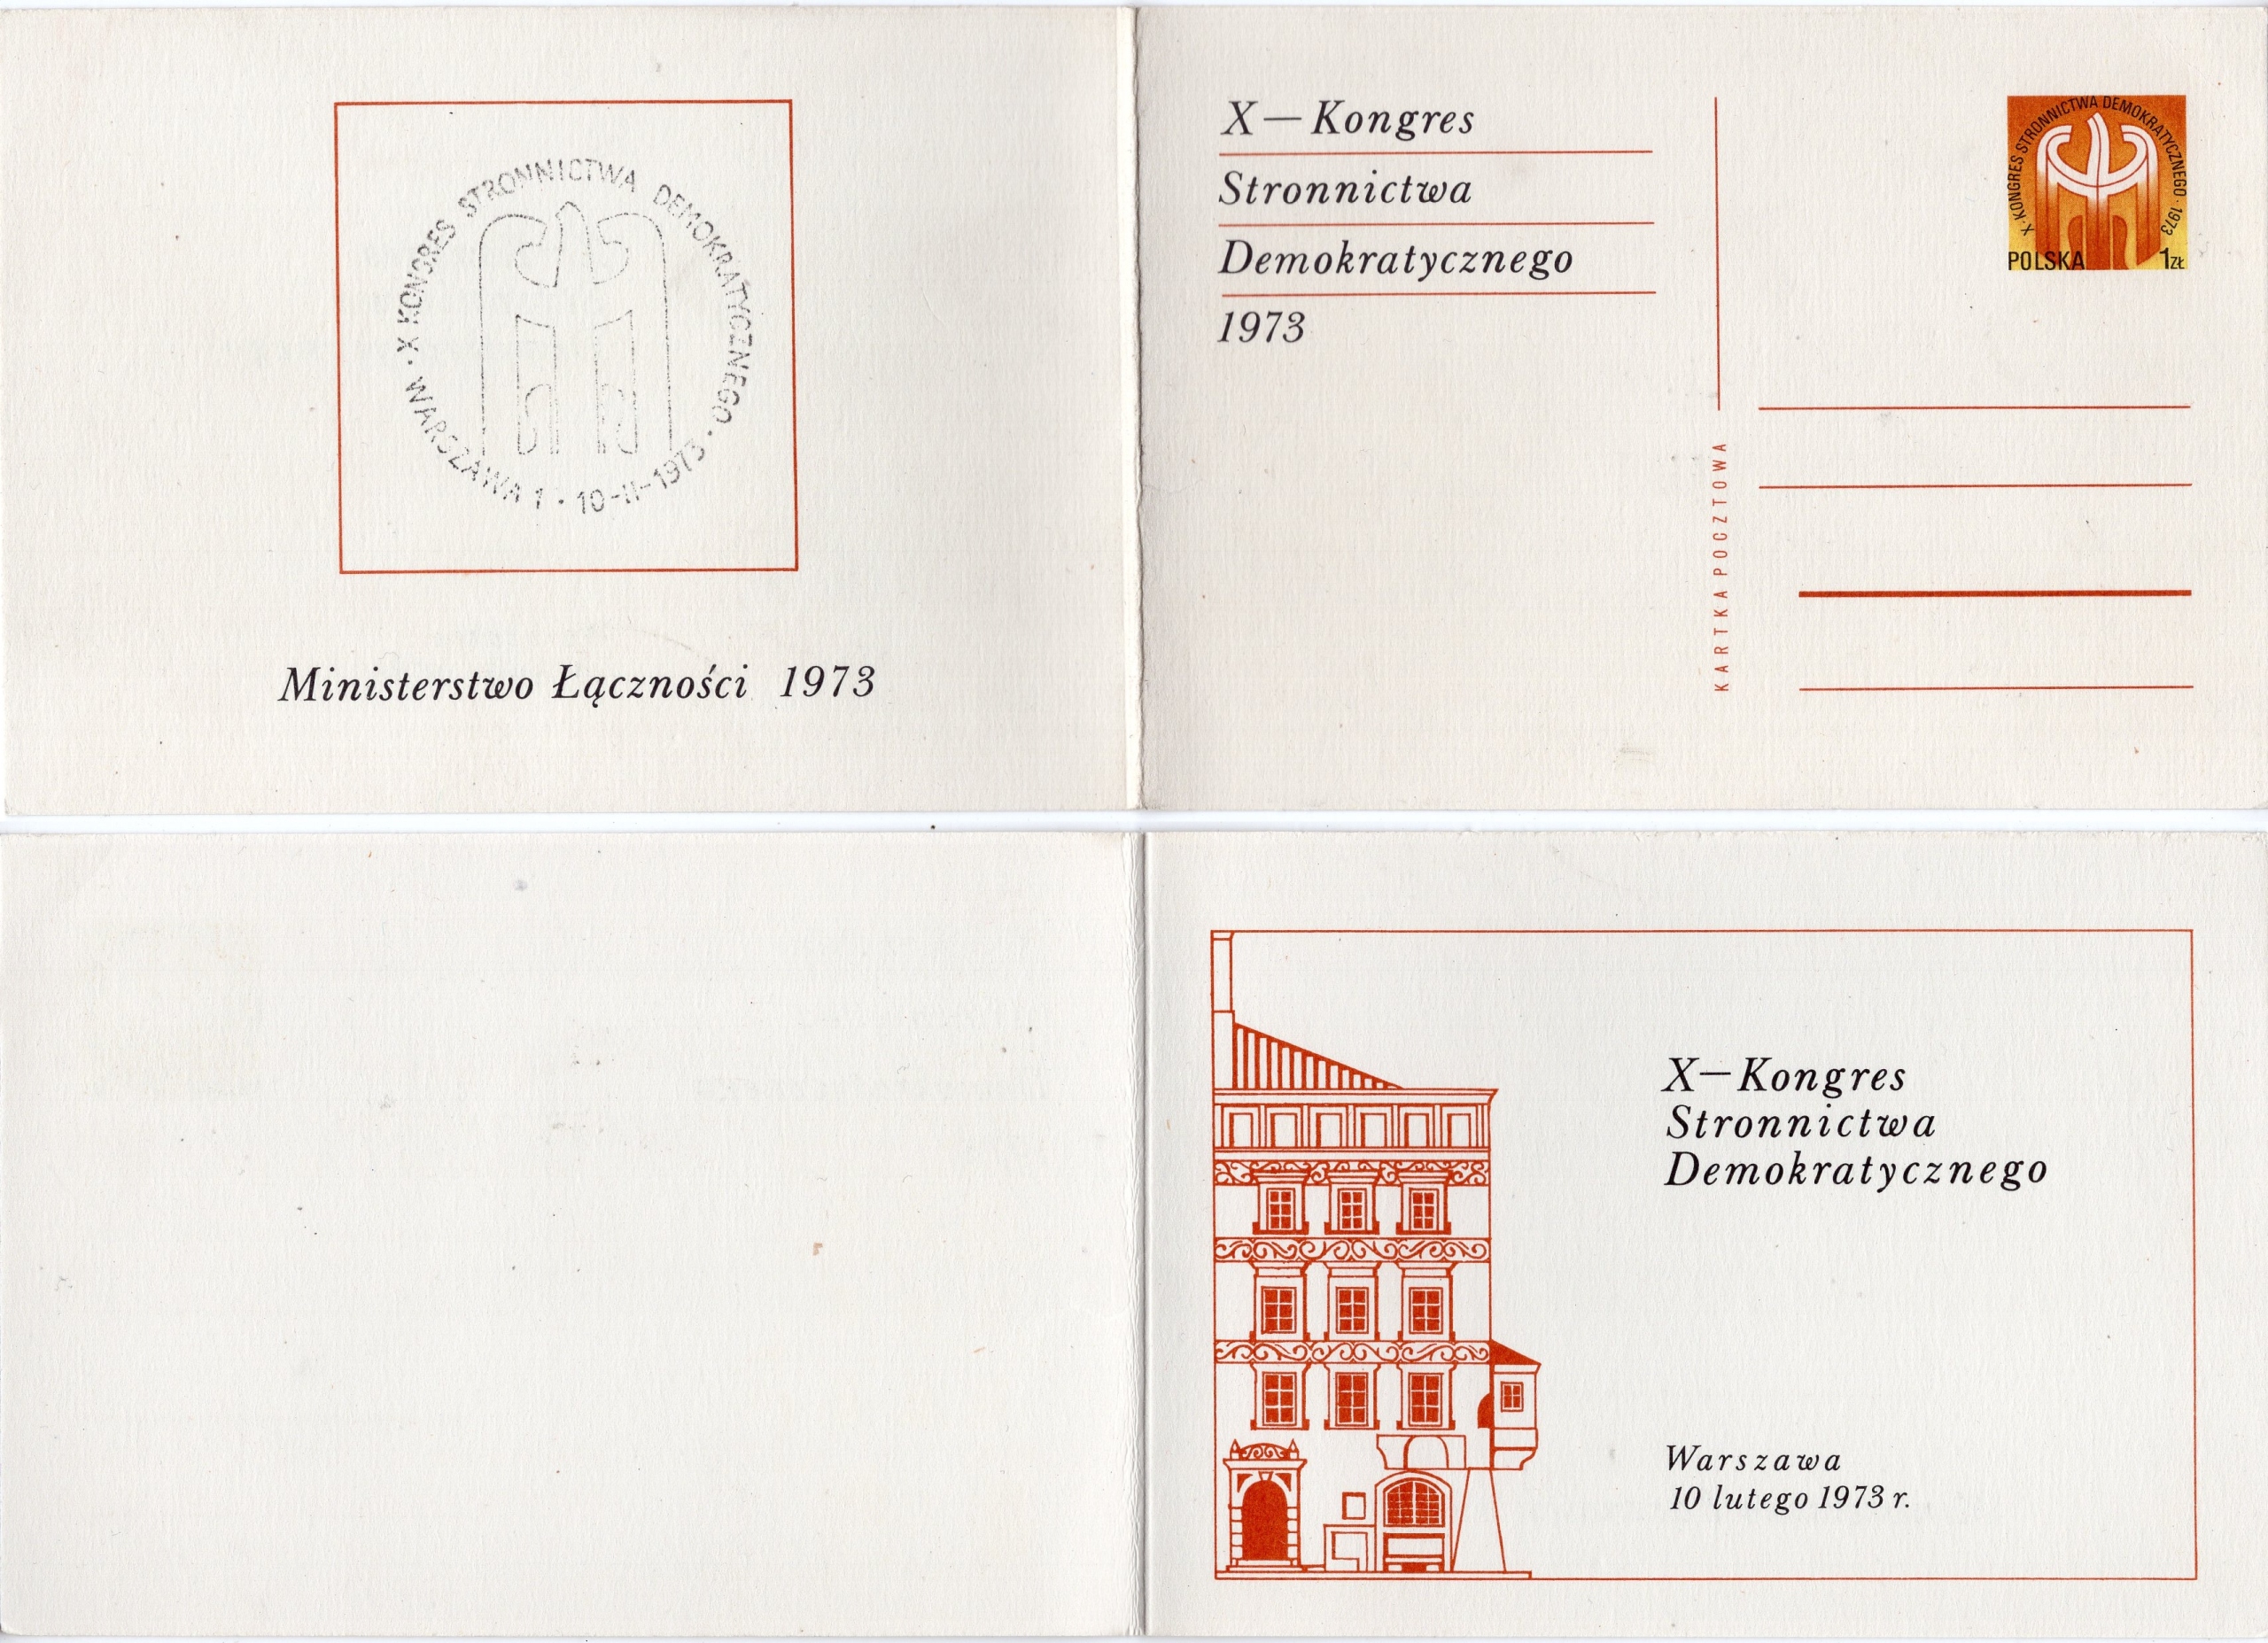 · X KONGRES STRONNICTWA DEMOKRATYCZNEGO ·
WARSZAWA 1 · 10-II-1973 ·
Ministerstwo Łączności 1973
X—Kongres
Stronnictwa
Demokratycznego
1973
KARTKA POCZTOWA
X · KONGRES STRONNICTWA DEMOKRATYCZNEGO · 1973
POLSKA 1ZŁ
X—Kongres
Stronnictwa
Demokratycznego
Warszawa
10 lutego 1973 r.